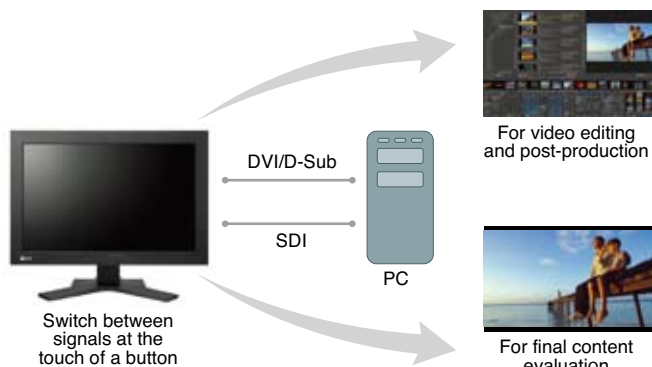 For video editing
and post-production
DVI/D-Sub
SDI
PC
Switch between
signals at the
touch of a button
For final content
evaluation